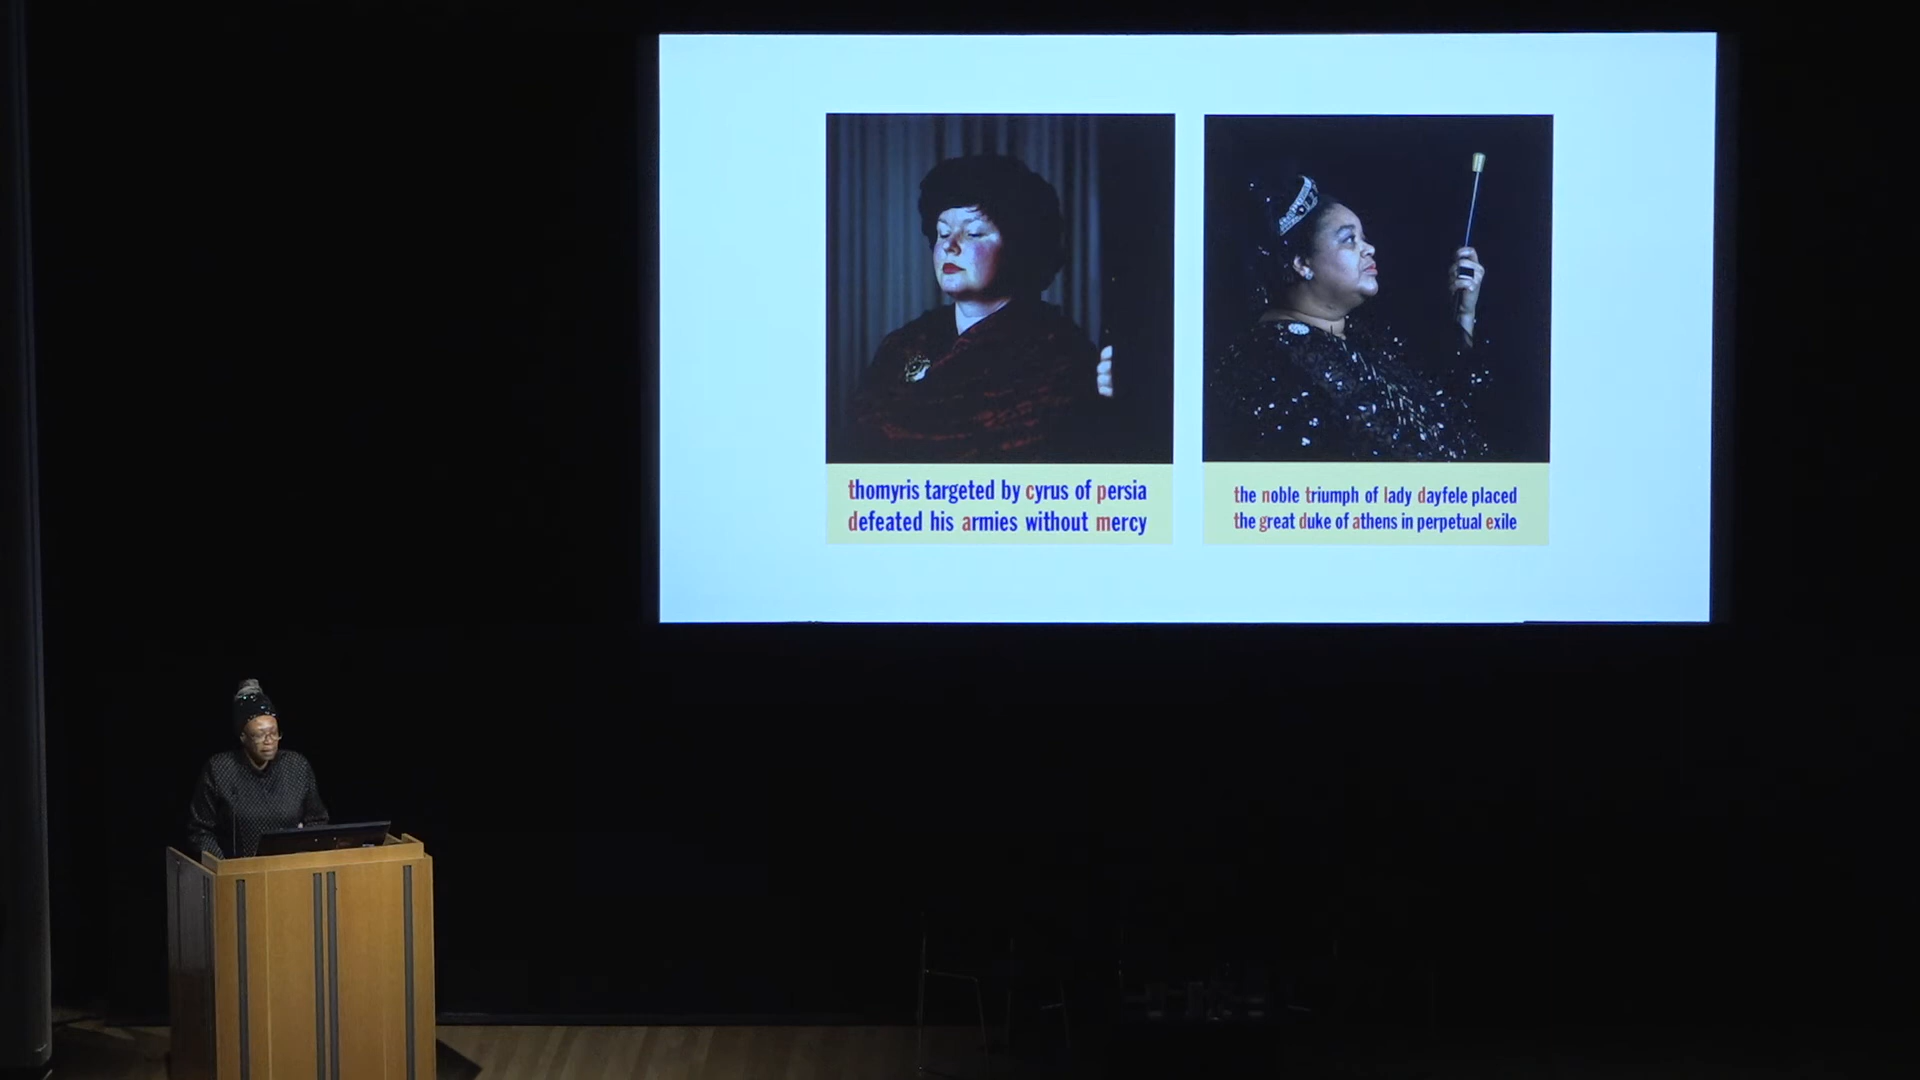 thomyris targeted by cyrus of persia
defeated his armies without mercy
the noble triumph of lady dayfele placed
the great duke of athens in perpetual exile